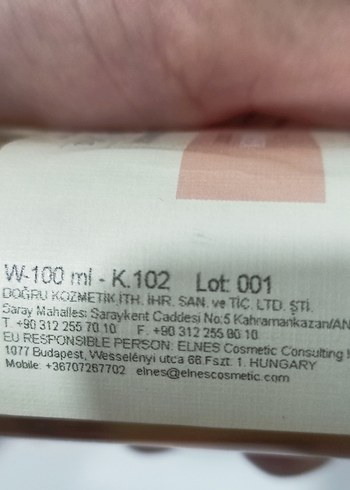 W-100 ml - K.102 Lot: 001
DOĞRU KOZMETİK İTH. İHR. SAN. ve TİC. LTD. ŞTİ.
Saray Mahallesi Saraykent Caddesi No:5 Kahramankazan/AN
T. +90 312 255 70 10 F. +90 312 255 80 10
EU RESPONSIBLE PERSON: ELNES Cosmetic Consulting
1077 Budapest, Wesselényi utca 68.Fszt. 1. HUNGARY
Mobile: +36707267702 elnes@elnescosmetic.com